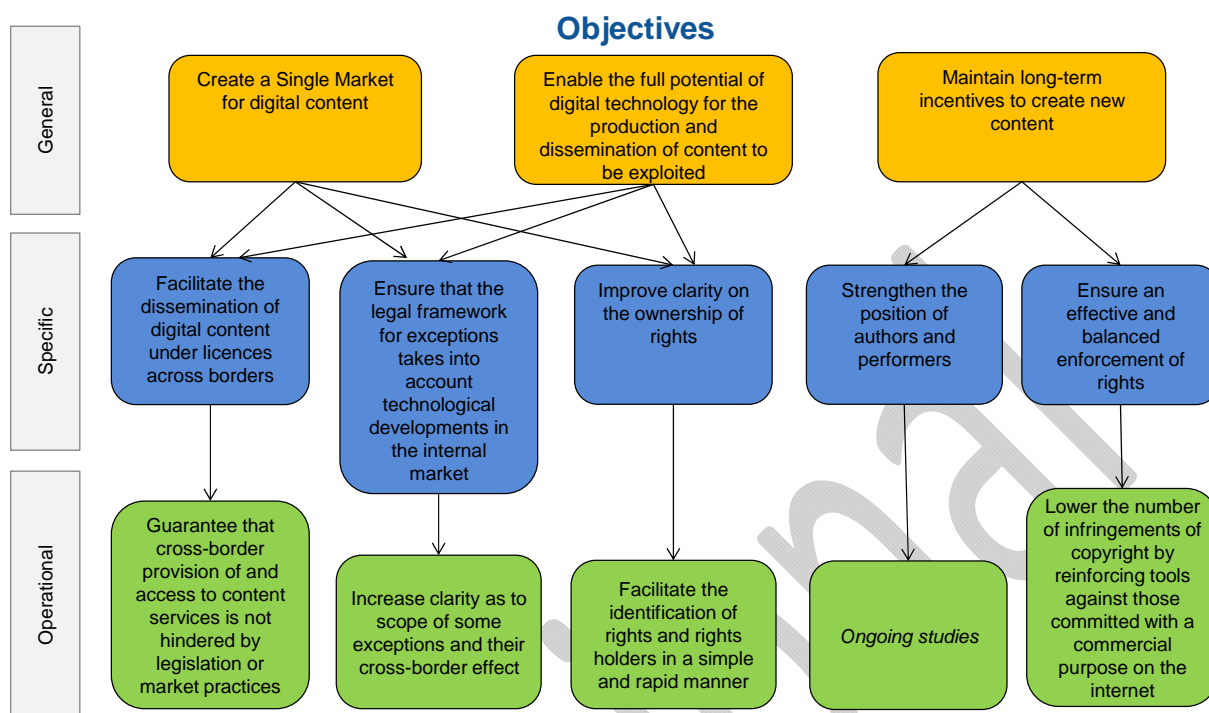 Objectives
General
Create a Single Market
for digital content
Enable the full potential of
digital technology for the
production and
dissemination of content to
be exploited
Maintain long-term
incentives to create new
content
Specific
Facilitate the
dissemination of
digital content
under licences
across borders
Ensure that the
legal framework
for exceptions
takes into
account
technological
developments in
the internal
market
Improve clarity on
the ownership of
rights
Strengthen the
position of
authors and
performers
Ensure an
effective and
balanced
enforcement of
rights
Operational
Guarantee that
cross-border
provision of and
access to content
services is not
hindered by
legislation or
market practices
Increase clarity as to
scope of some
exceptions and their
cross-border effect
Facilitate the
identification of
rights and rights
holders in a simple
and rapid manner
Ongoing studies
Lower the number
of infringements of
copyright by
reinforcing tools
against those
committed with a
commercial
purpose on the
internet